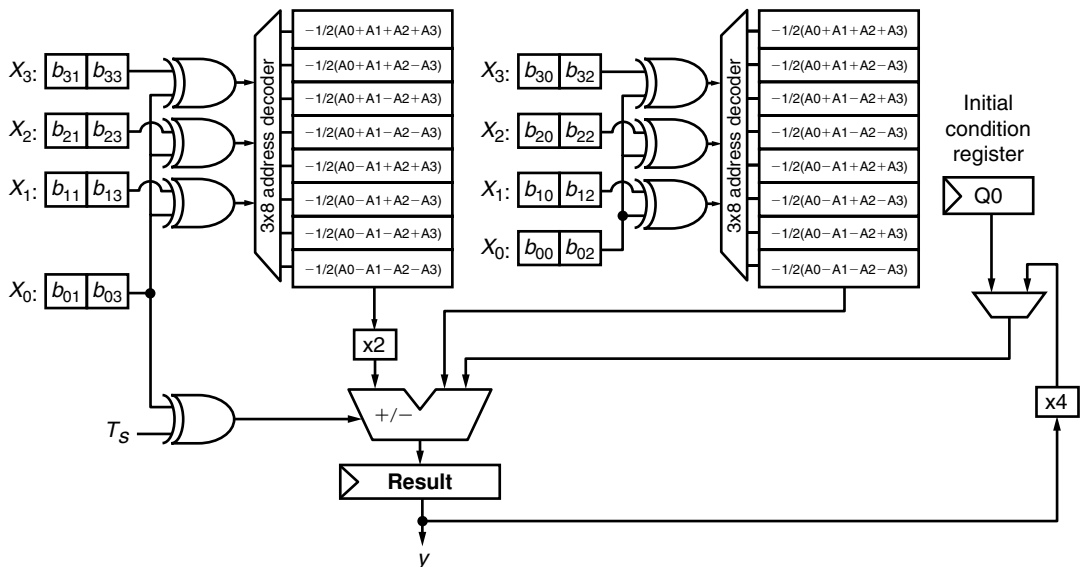 X₃: b₃₁ b₃₃
X₂: b₂₁ b₂₃
X₁: b₁₁ b₁₃
X₀: b₀₁ b₀₃
3x8 address decoder
−1/2(A0+A1+A2+A3)
−1/2(A0+A1+A2−A3)
−1/2(A0+A1−A2+A3)
−1/2(A0+A1−A2−A3)
−1/2(A0−A1+A2+A3)
−1/2(A0−A1+A2−A3)
−1/2(A0−A1−A2+A3)
−1/2(A0−A1−A2−A3)
X₃: b₃₀ b₃₂
X₂: b₂₀ b₂₂
X₁: b₁₀ b₁₂
X₀: b₀₀ b₀₂
3x8 address decoder
−1/2(A0+A1+A2+A3)
−1/2(A0+A1+A2−A3)
−1/2(A0+A1−A2+A3)
−1/2(A0+A1−A2−A3)
−1/2(A0−A1+A2+A3)
−1/2(A0−A1+A2−A3)
−1/2(A0−A1−A2+A3)
−1/2(A0−A1−A2−A3)
Initial
condition
register
Q0
x2
x4
+/−
Tₛ
Result
y